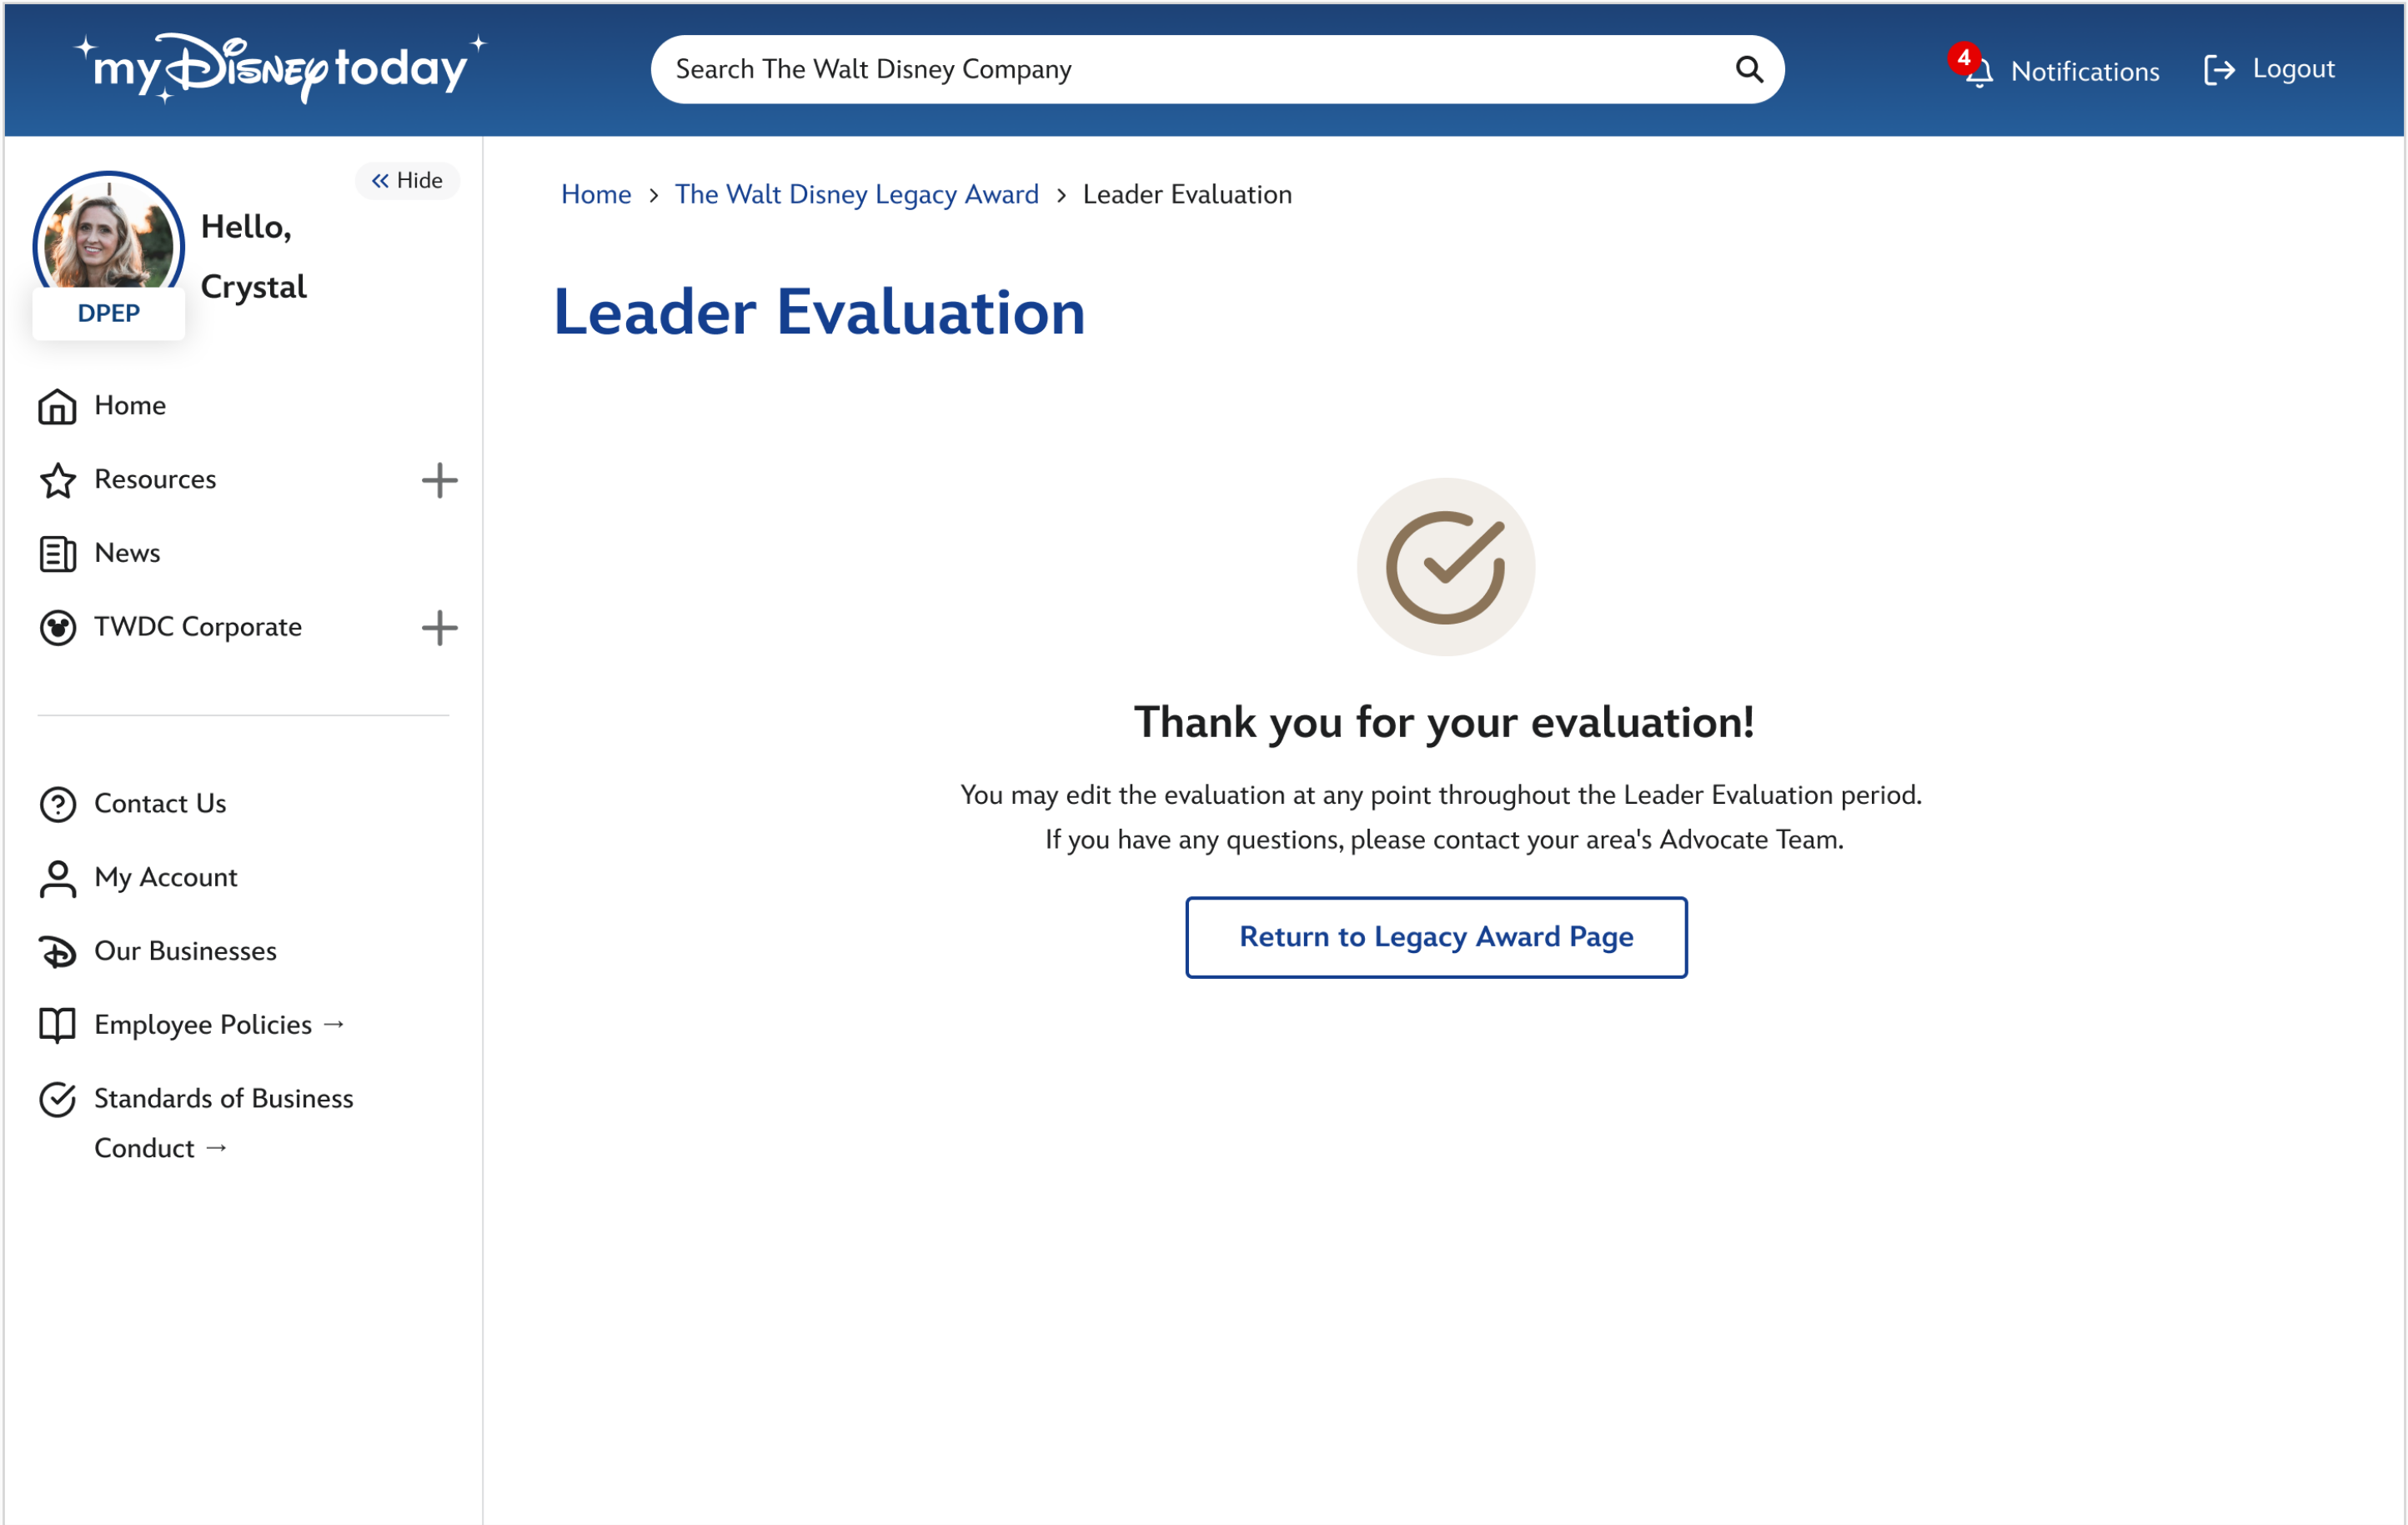 my Disney today
Search The Walt Disney Company
4
Notifications
Logout
Hide
Hello,
Crystal
DPEP
Home
Resources
News
TWDC Corporate
Contact Us
My Account
Our Businesses
Employee Policies →
Standards of Business
Conduct →
Home > The Walt Disney Legacy Award > Leader Evaluation
Leader Evaluation
Thank you for your evaluation!
You may edit the evaluation at any point throughout the Leader Evaluation period.
If you have any questions, please contact your area's Advocate Team.
Return to Legacy Award Page